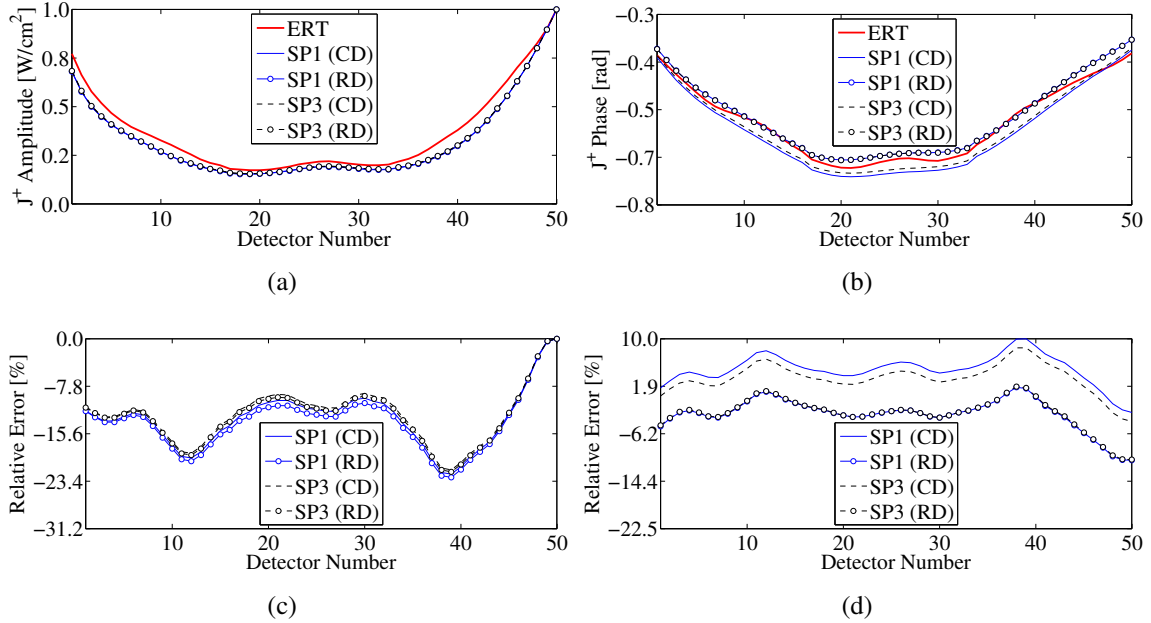 J⁺ Amplitude [W/cm²]
1.0
0.8
0.5
0.2
0.0
ERT
SP1 (CD)
SP1 (RD)
SP3 (CD)
SP3 (RD)
10 20 30 40 50
Detector Number
(a)
J⁺ Phase [rad]
−0.3
−0.4
−0.5
−0.7
−0.8
ERT
SP1 (CD)
SP1 (RD)
SP3 (CD)
SP3 (RD)
10 20 30 40 50
Detector Number
(b)
Relative Error [%]
0.0
−7.8
−15.6
−23.4
−31.2
SP1 (CD)
SP1 (RD)
SP3 (CD)
SP3 (RD)
10 20 30 40 50
Detector Number
(c)
Relative Error [%]
10.0
1.9
−6.2
−14.4
−22.5
SP1 (CD)
SP1 (RD)
SP3 (CD)
SP3 (RD)
10 20 30 40 50
Detector Number
(d)